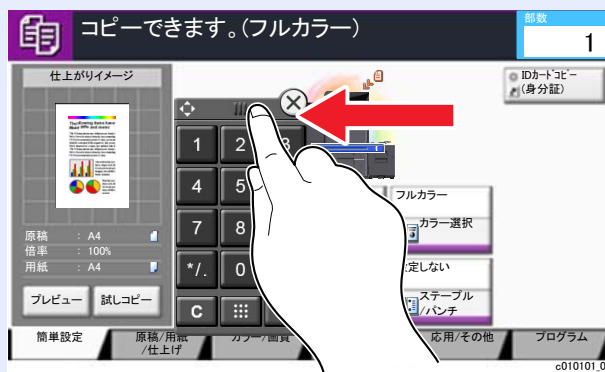 コピーできます。(フルカラー)
部数
1
仕上がりイメージ
IDカードコピー
(身分証)
1 2 3
4 5
7 8
*/. 0
C
フルカラー
カラー選択
定しない
ステープル
/パンチ
原稿 : A4
倍率 : 100%
用紙 : A4
プレビュー 試しコピー
簡単設定 原稿/用紙 カラー/画質 応用/その他 プログラム
/仕上げ
c010101_0